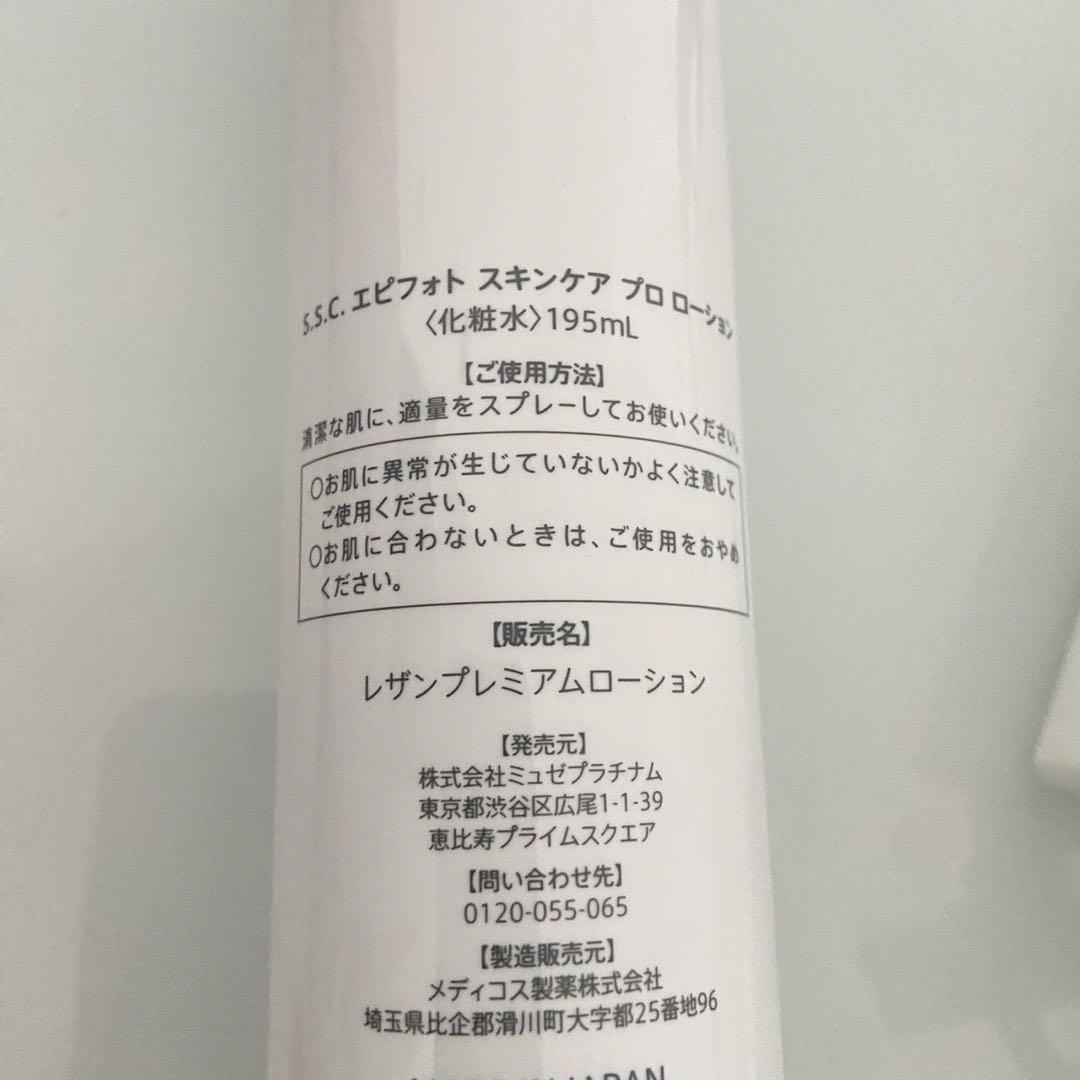 S.S.C. エピフォト スキンケア プロ ローション
〈化粧水〉195mL
【ご使用方法】
清潔な肌に、適量をスプレーしてお使いください。
○お肌に異常が生じていないかよく注意して
ご使用ください。
○お肌に合わないときは、ご使用をおやめ
ください。
【販売名】
レザンプレミアムローション
【発売元】
株式会社ミュゼプラチナム
東京都渋谷区広尾1-1-39
恵比寿プライムスクエア
【問い合わせ先】
0120-055-065
【製造販売元】
メディコス製薬株式会社
埼玉県比企郡滑川町大字都25番地96
JAPAN